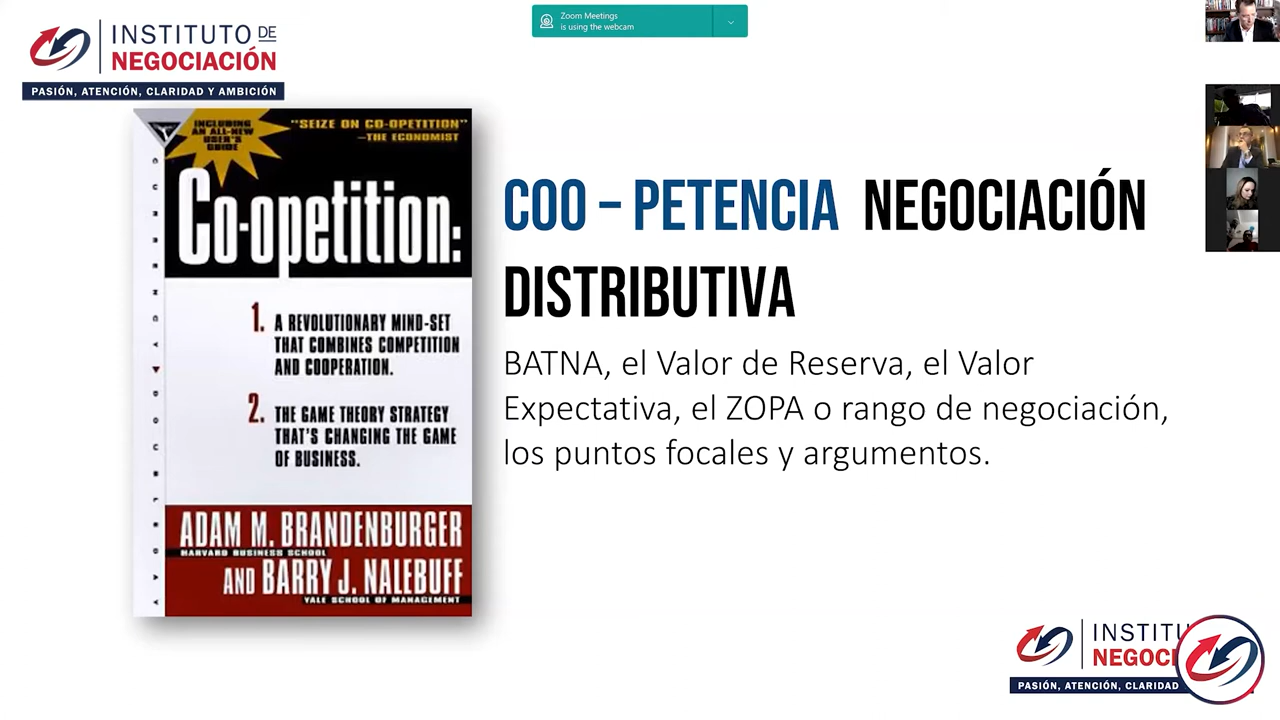 Zoom Meetings
is using the webcam
INSTITUTO DE
NEGOCIACIÓN
PASIÓN, ATENCIÓN, CLARIDAD Y AMBICIÓN
INCLUDING
AN ALL-NEW
USER'S
GUIDE
"SEIZE ON CO-OPETITION"
—THE ECONOMIST
Co-opetition:
1. A REVOLUTIONARY MIND-SET
THAT COMBINES COMPETITION
AND COOPERATION.
2. THE GAME THEORY STRATEGY
THAT'S CHANGING THE GAME
OF BUSINESS.
ADAM M. BRANDENBURGER
HARVARD BUSINESS SCHOOL
AND BARRY J. NALEBUFF
YALE SCHOOL OF MANAGEMENT
COO – PETENCIA NEGOCIACIÓN
DISTRIBUTIVA
BATNA, el Valor de Reserva, el Valor
Expectativa, el ZOPA o rango de negociación,
los puntos focales y argumentos.
INSTITU
NEGOCI
PASIÓN, ATENCIÓN, CLARIDAD